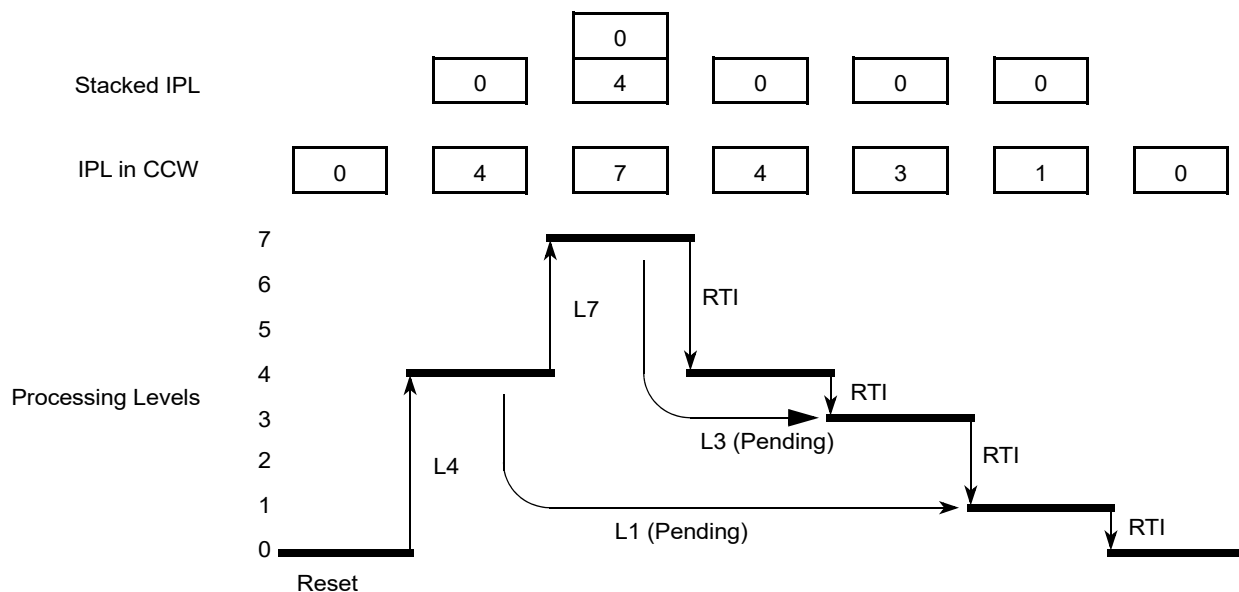 0
Stacked IPL 0 4 0 0 0
IPL in CCW 0 4 7 4 3 1 0
7
6
L7 RTI
5
4
Processing Levels RTI
3
L3 (Pending)
2 L4 RTI
1
L1 (Pending) RTI
0
Reset